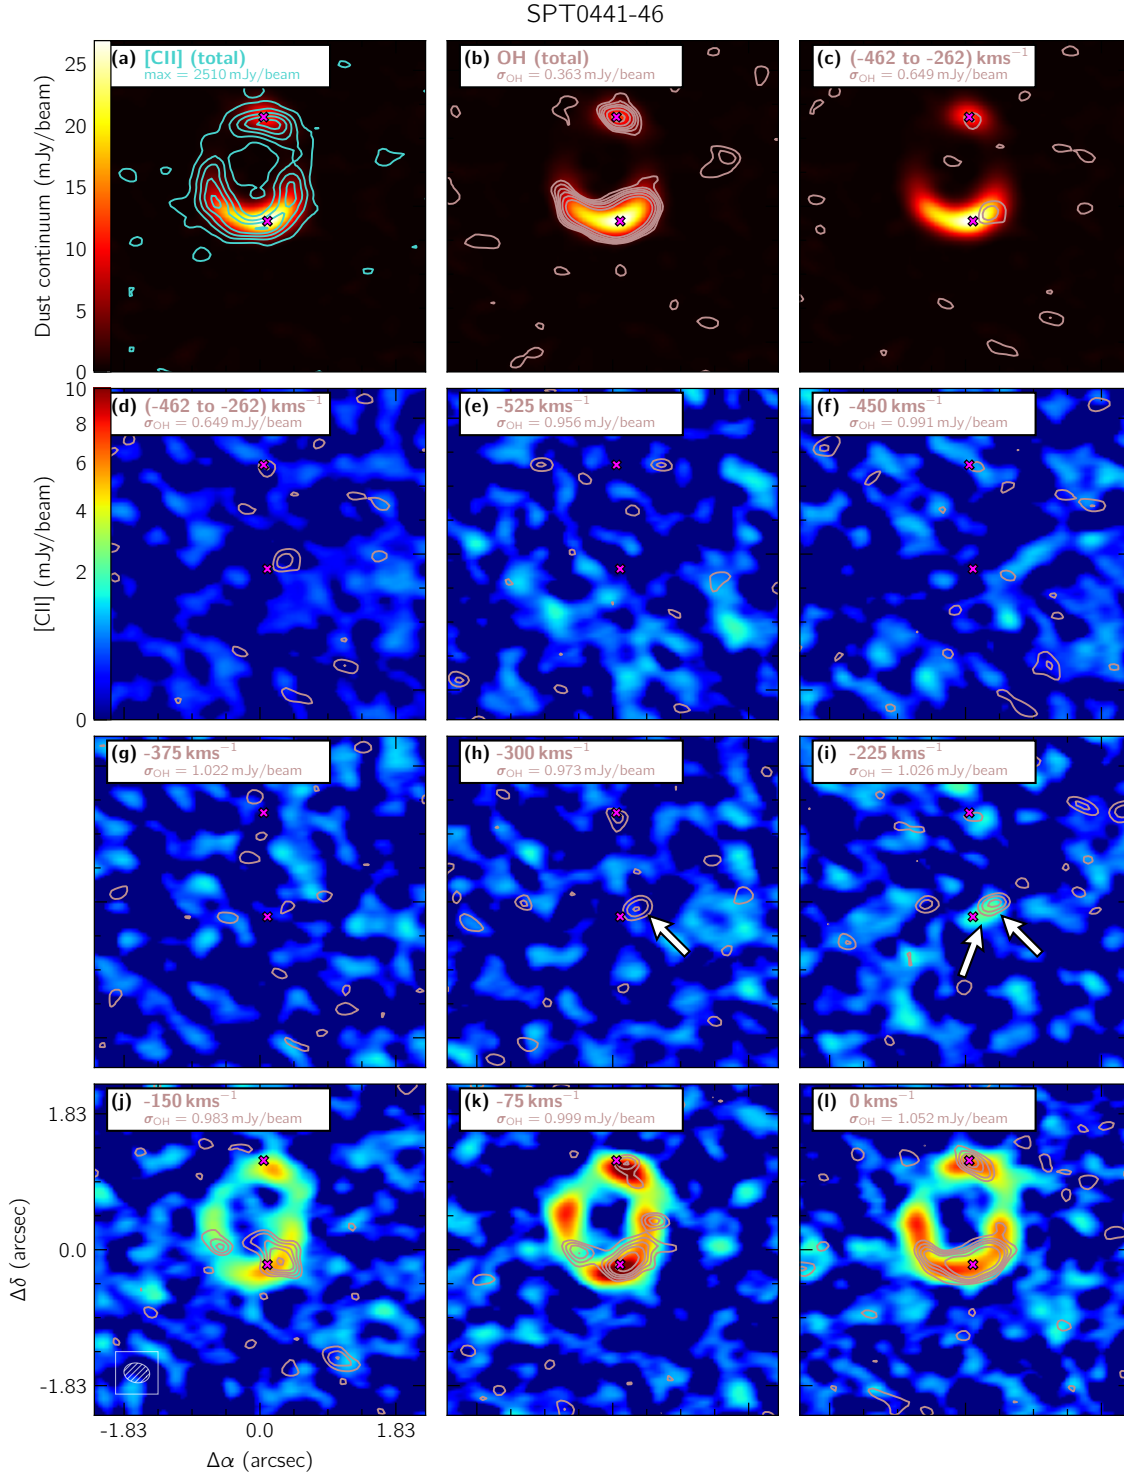 SPT0441-46
(a) [CII] (total)
max = 2510 mJy/beam
(b) OH (total)
σOH = 0.363 mJy/beam
(c) (-462 to -262) kms⁻¹
σOH = 0.649 mJy/beam
Dust continuum (mJy/beam)
25
20
15
10
5
0
(d) (-462 to -262) kms⁻¹
σOH = 0.649 mJy/beam
(e) -525 kms⁻¹
σOH = 0.956 mJy/beam
(f) -450 kms⁻¹
σOH = 0.991 mJy/beam
[CII] (mJy/beam)
10
8
6
4
2
0
(g) -375 kms⁻¹
σOH = 1.022 mJy/beam
(h) -300 kms⁻¹
σOH = 0.973 mJy/beam
(i) -225 kms⁻¹
σOH = 1.026 mJy/beam
(j) -150 kms⁻¹
σOH = 0.983 mJy/beam
(k) -75 kms⁻¹
σOH = 0.999 mJy/beam
(l) 0 kms⁻¹
σOH = 1.052 mJy/beam
Δδ (arcsec)
1.83
0.0
-1.83
-1.83 0.0 1.83
Δα (arcsec)